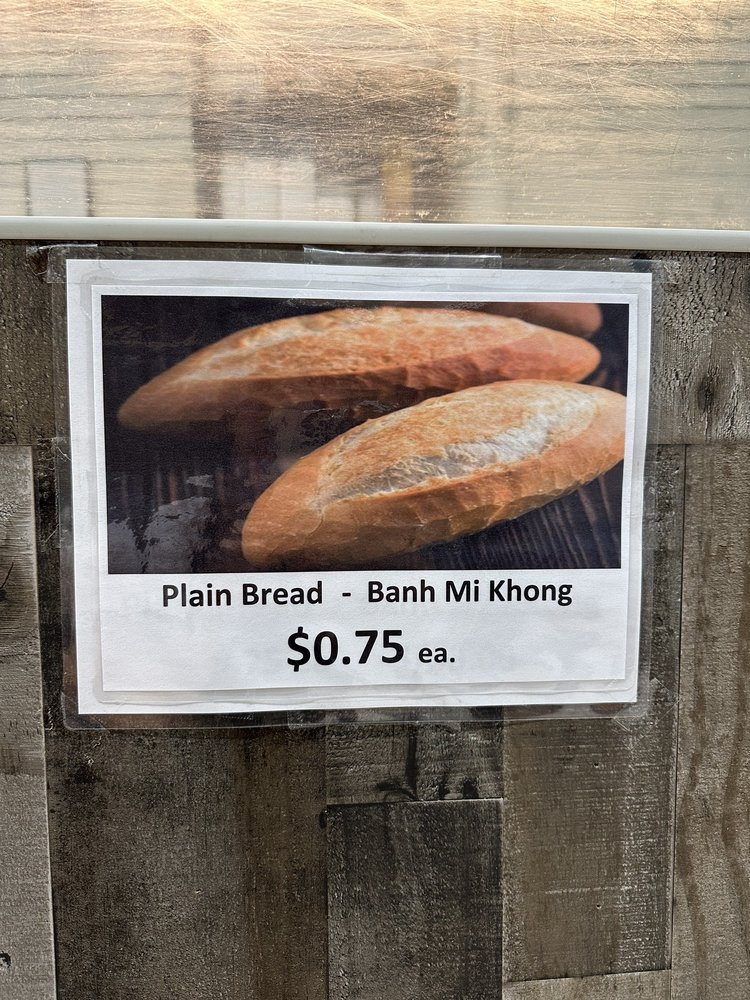 Plain Bread - Banh Mi Khong
$0.75 ea.